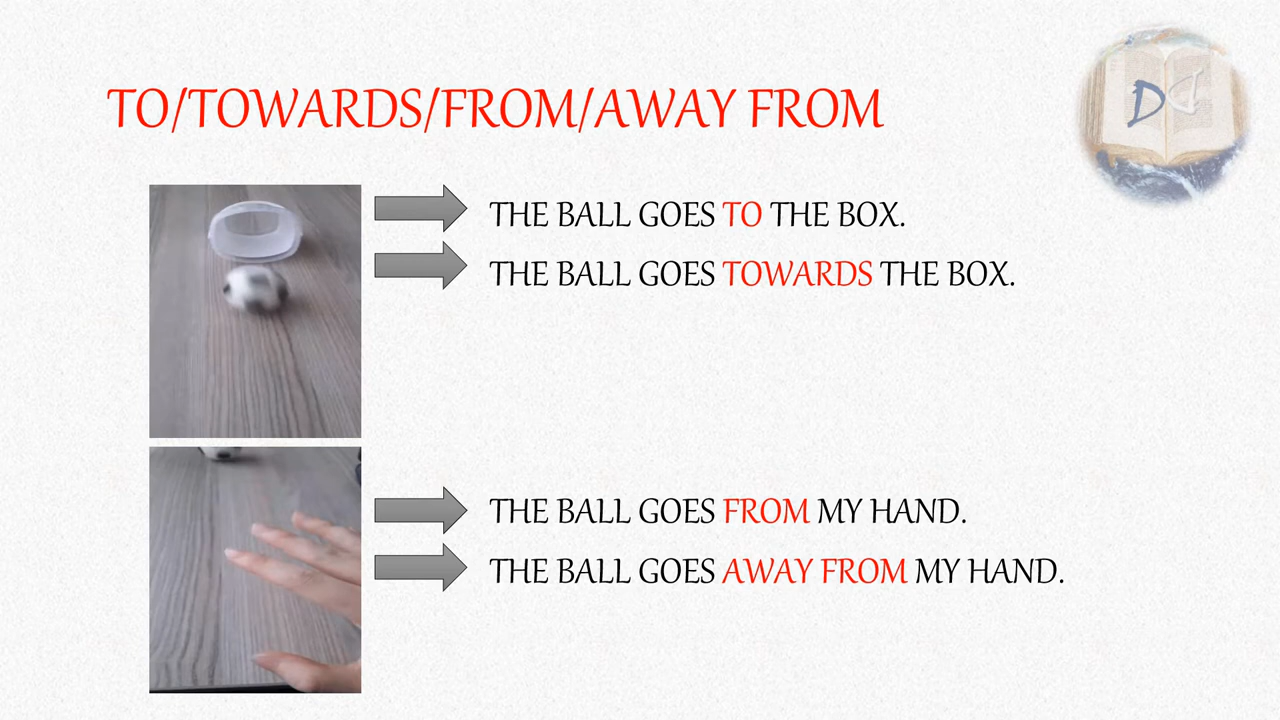 TO/TOWARDS/FROM/AWAY FROM
DC
THE BALL GOES TO THE BOX.
THE BALL GOES TOWARDS THE BOX.
THE BALL GOES FROM MY HAND.
THE BALL GOES AWAY FROM MY HAND.